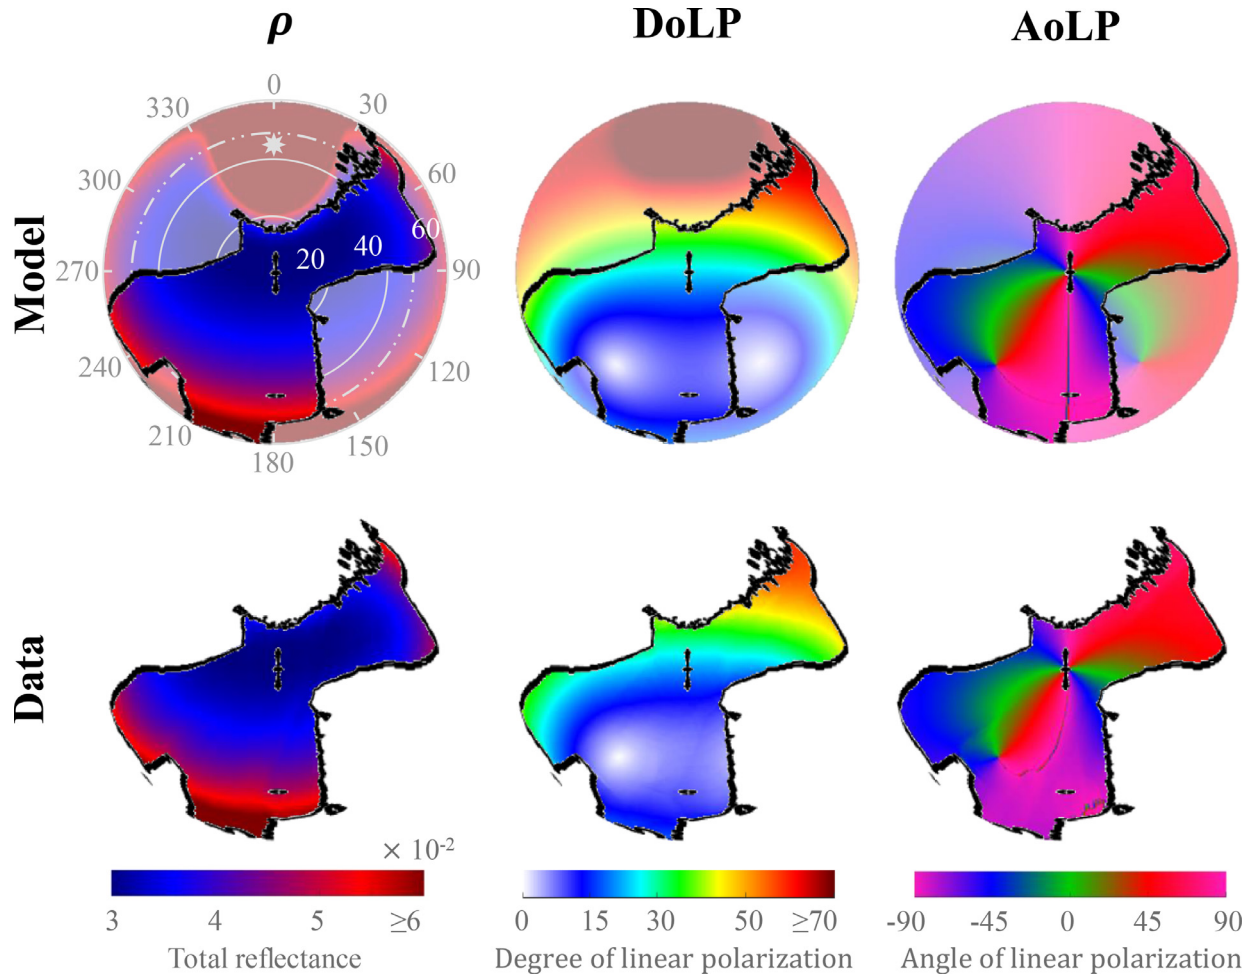 ρ DoLP AoLP
0
330 30
300 60
60
20 40
270 90
240 120
210 150
180
Model
Data
× 10⁻²
3 4 5 ≥6
Total reflectance
0 15 30 50 ≥70
Degree of linear polarization
-90 -45 0 45 90
Angle of linear polarization